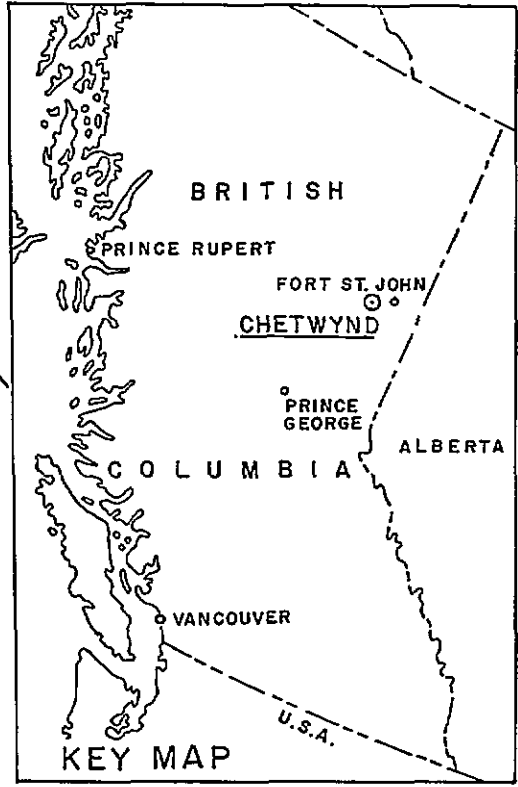 BRITISH
PRINCE RUPERT
FORT ST. JOHN
CHETWYND
PRINCE
GEORGE
ALBERTA
COLUMBIA
VANCOUVER
U.S.A.
KEY MAP